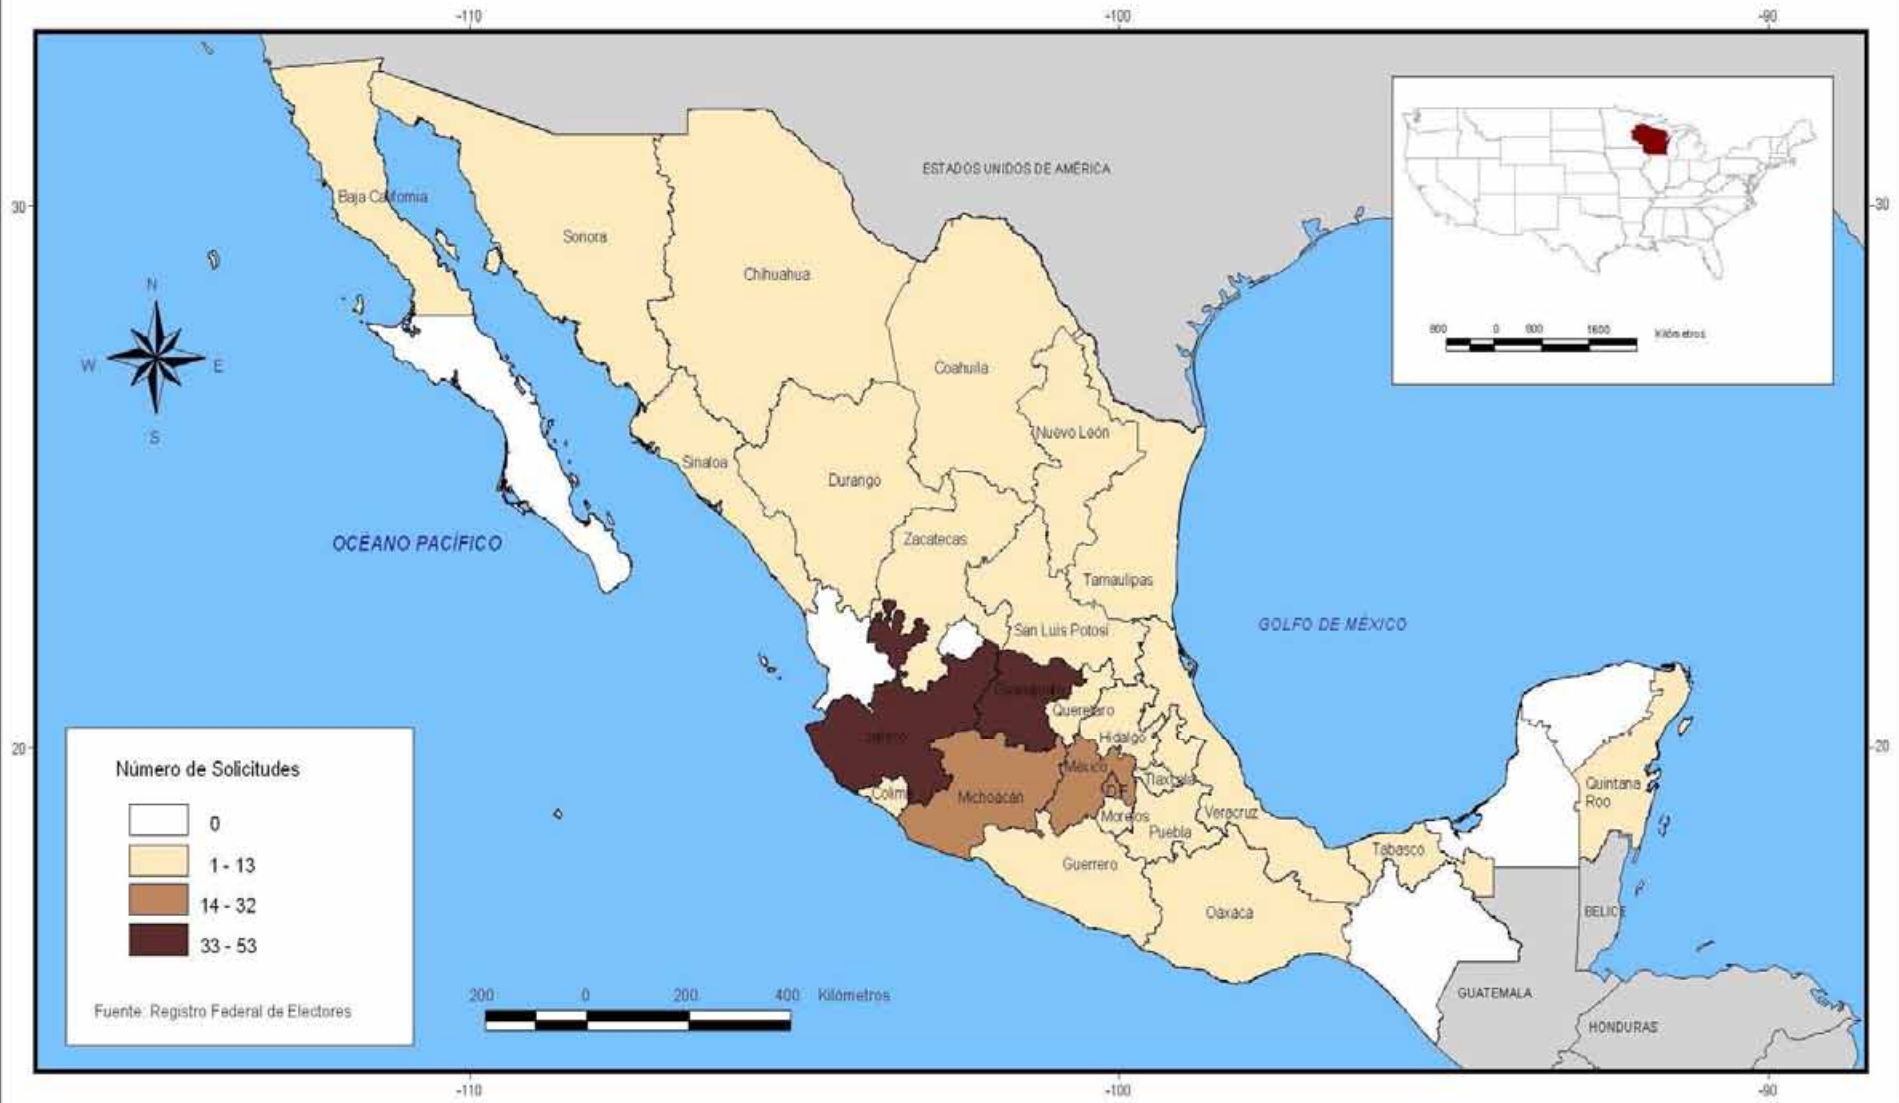 -110
-100
-90
30
30
20
20
-110
-100
-90
ESTADOS UNIDOS DE AMÉRICA
Baja California
Sonora
Chihuahua
Coahuila
Nuevo León
Sinaloa
Durango
Zacatecas
Tamaulipas
San Luis Potosí
Guanajuato
Querétaro
Hidalgo
Jalisco
México
Tlaxcala
Colima
Michoacán
D.F.
Morelos
Veracruz
Puebla
Guerrero
Oaxaca
Tabasco
Quintana
Roo
BELICE
GUATEMALA
HONDURAS
OCÉANO PACÍFICO
GOLFO DE MÉXICO
N
W
E
S
800 0 800 1600 Kilómetros
Número de Solicitudes
0
1 - 13
14 - 32
33 - 53
Fuente: Registro Federal de Electores
200 0 200 400 Kilómetros